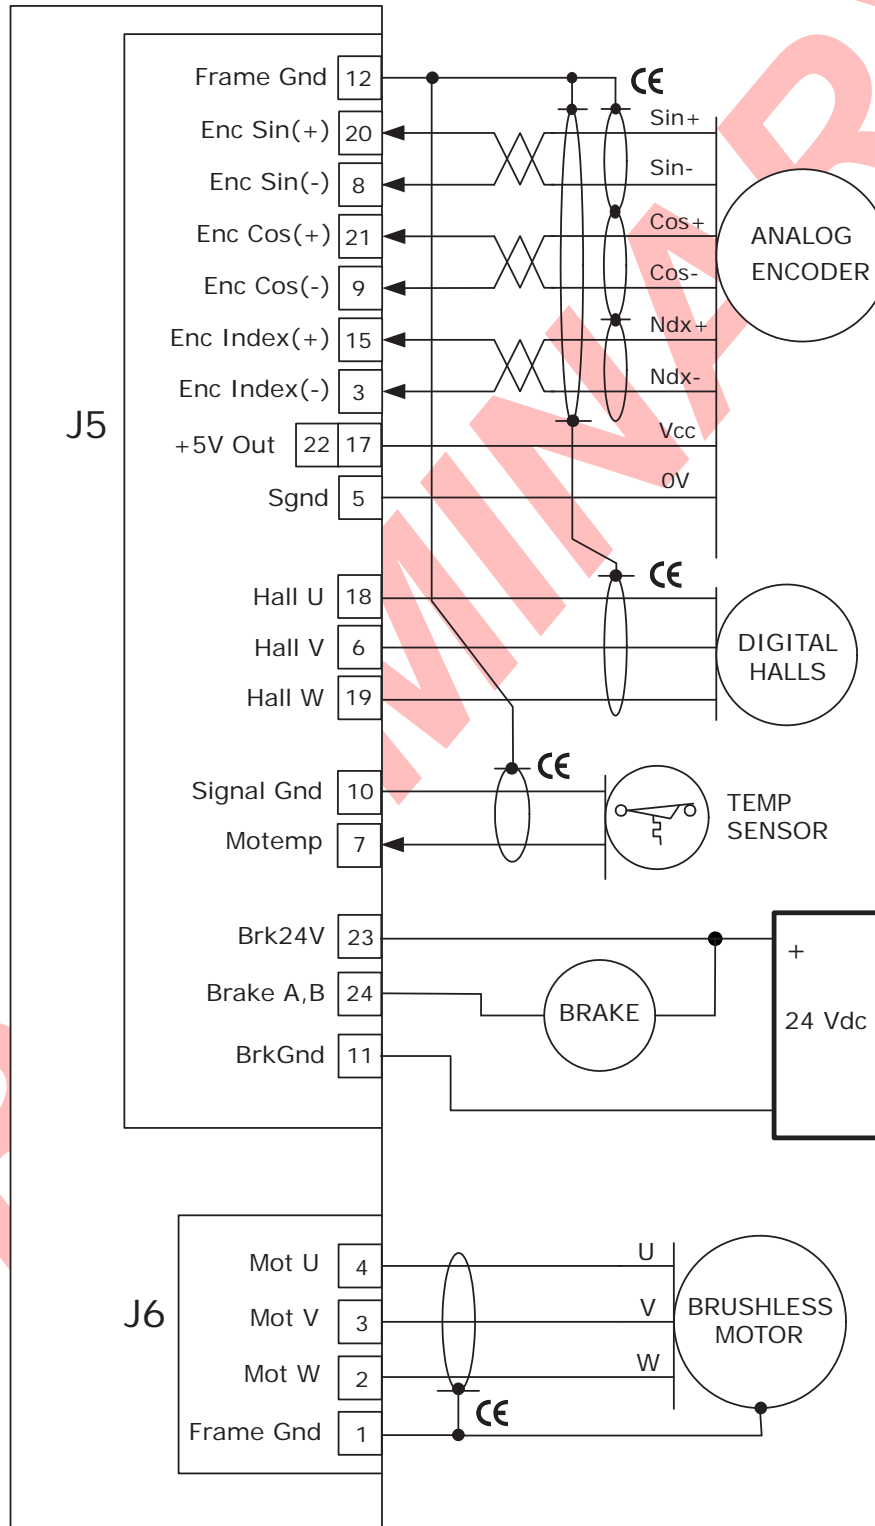 Frame Gnd 12 CE
Enc Sin(+) 20 Sin+
Enc Sin(-) 8 Sin-
Enc Cos(+) 21 Cos+
ANALOG
ENCODER
Enc Cos(-) 9 Cos-
Enc Index(+) 15 Ndx+
Enc Index(-) 3 Ndx-
J5
+5V Out 22 17 Vcc
Sgnd 5 0V
CE
Hall U 18
Hall V 6
DIGITAL
HALLS
Hall W 19
CE
Signal Gnd 10
TEMP
SENSOR
Motemp 7
Brk24V 23
+
Brake A,B 24
BRAKE
24 Vdc
BrkGnd 11
J6
Mot U 4 U
Mot V 3 V
BRUSHLESS
MOTOR
Mot W 2 W
CE
Frame Gnd 1
MINAR